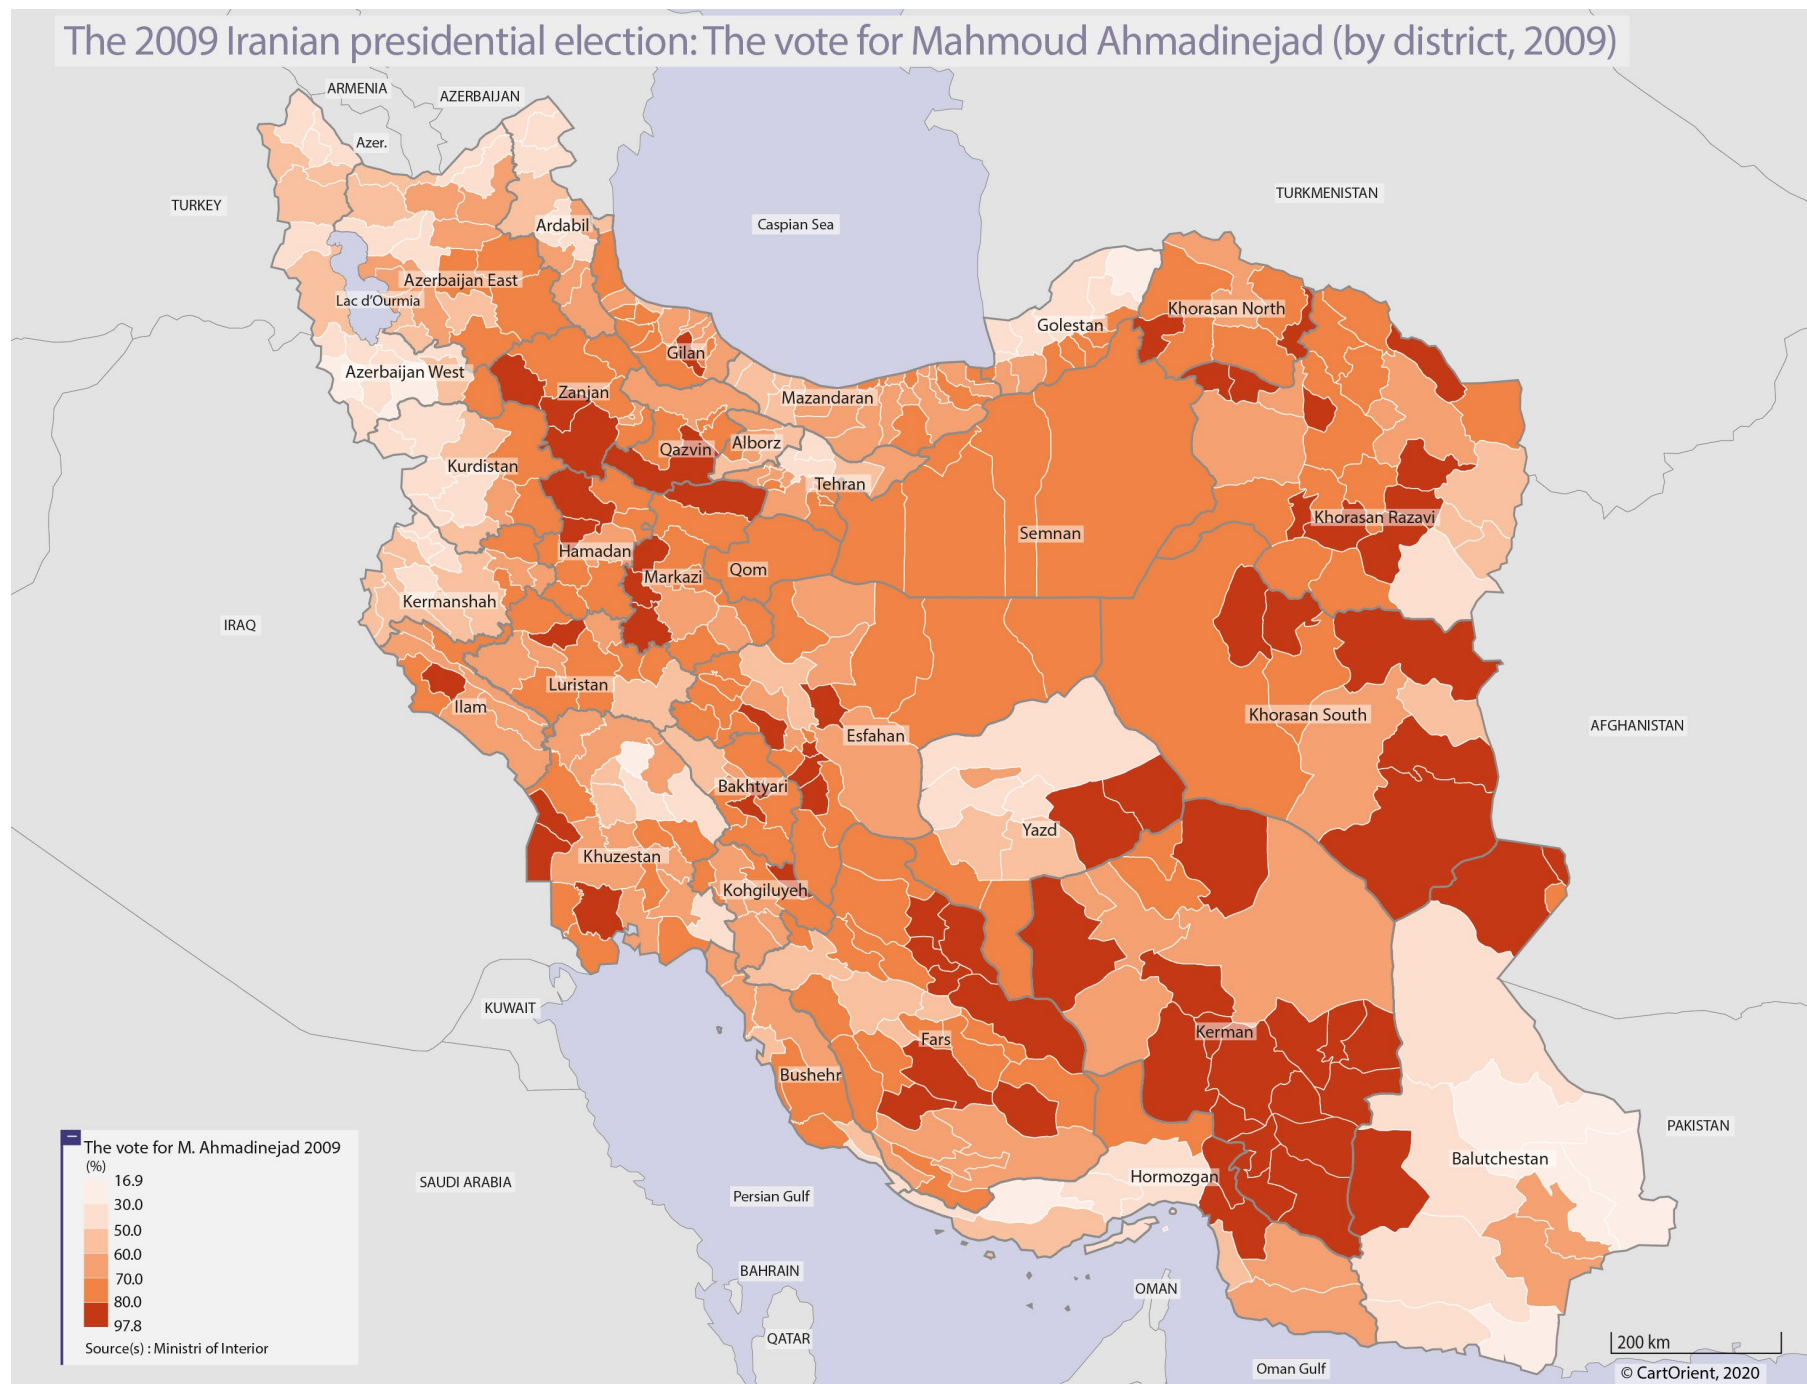 The 2009 Iranian presidential election: The vote for Mahmoud Ahmadinejad (by district, 2009)
ARMENIA
AZERBAIJAN
Azer.
TURKEY
TURKMENISTAN
Caspian Sea
Ardabil
Azerbaijan East
Lac d'Ourmia
Khorasan North
Golestan
Gilan
Azerbaijan West
Zanjan
Mazandaran
Qazvin
Alborz
Kurdistan
Tehran
Khorasan Razavi
Semnan
Hamadan
Markazi
Qom
Kermanshah
IRAQ
Luristan
Ilam
Khorasan South
Esfahan
AFGHANISTAN
Bakhtyari
Yazd
Khuzestan
Kohgiluyeh
KUWAIT
Fars
Kerman
Bushehr
PAKISTAN
Balutchestan
Hormozgan
SAUDI ARABIA
Persian Gulf
BAHRAIN
OMAN
QATAR
Oman Gulf
The vote for M. Ahmadinejad 2009
(%)
16.9
30.0
50.0
60.0
70.0
80.0
97.8
Source(s) : Ministri of Interior
200 km
© CartOrient, 2020